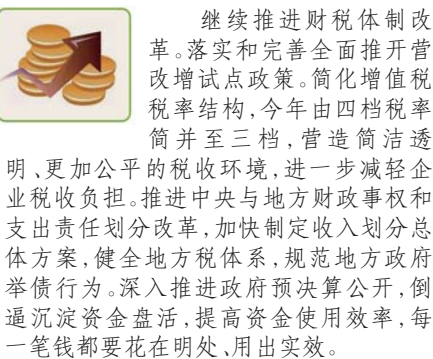 继续推进财税体制改
革。落实和完善全面推开营
改增试点政策。简化增值税
税率结构,今年由四档税率
简并至三档,营造简洁透
明、更加公平的税收环境,进一步减轻企
业税收负担。推进中央与地方财政事权和
支出责任划分改革,加快制定收入划分总
体方案,健全地方税体系,规范地方政府
举债行为。深入推进政府预决算公开,倒
逼沉淀资金盘活,提高资金使用效率,每
一笔钱都要花在明处、用出实效。